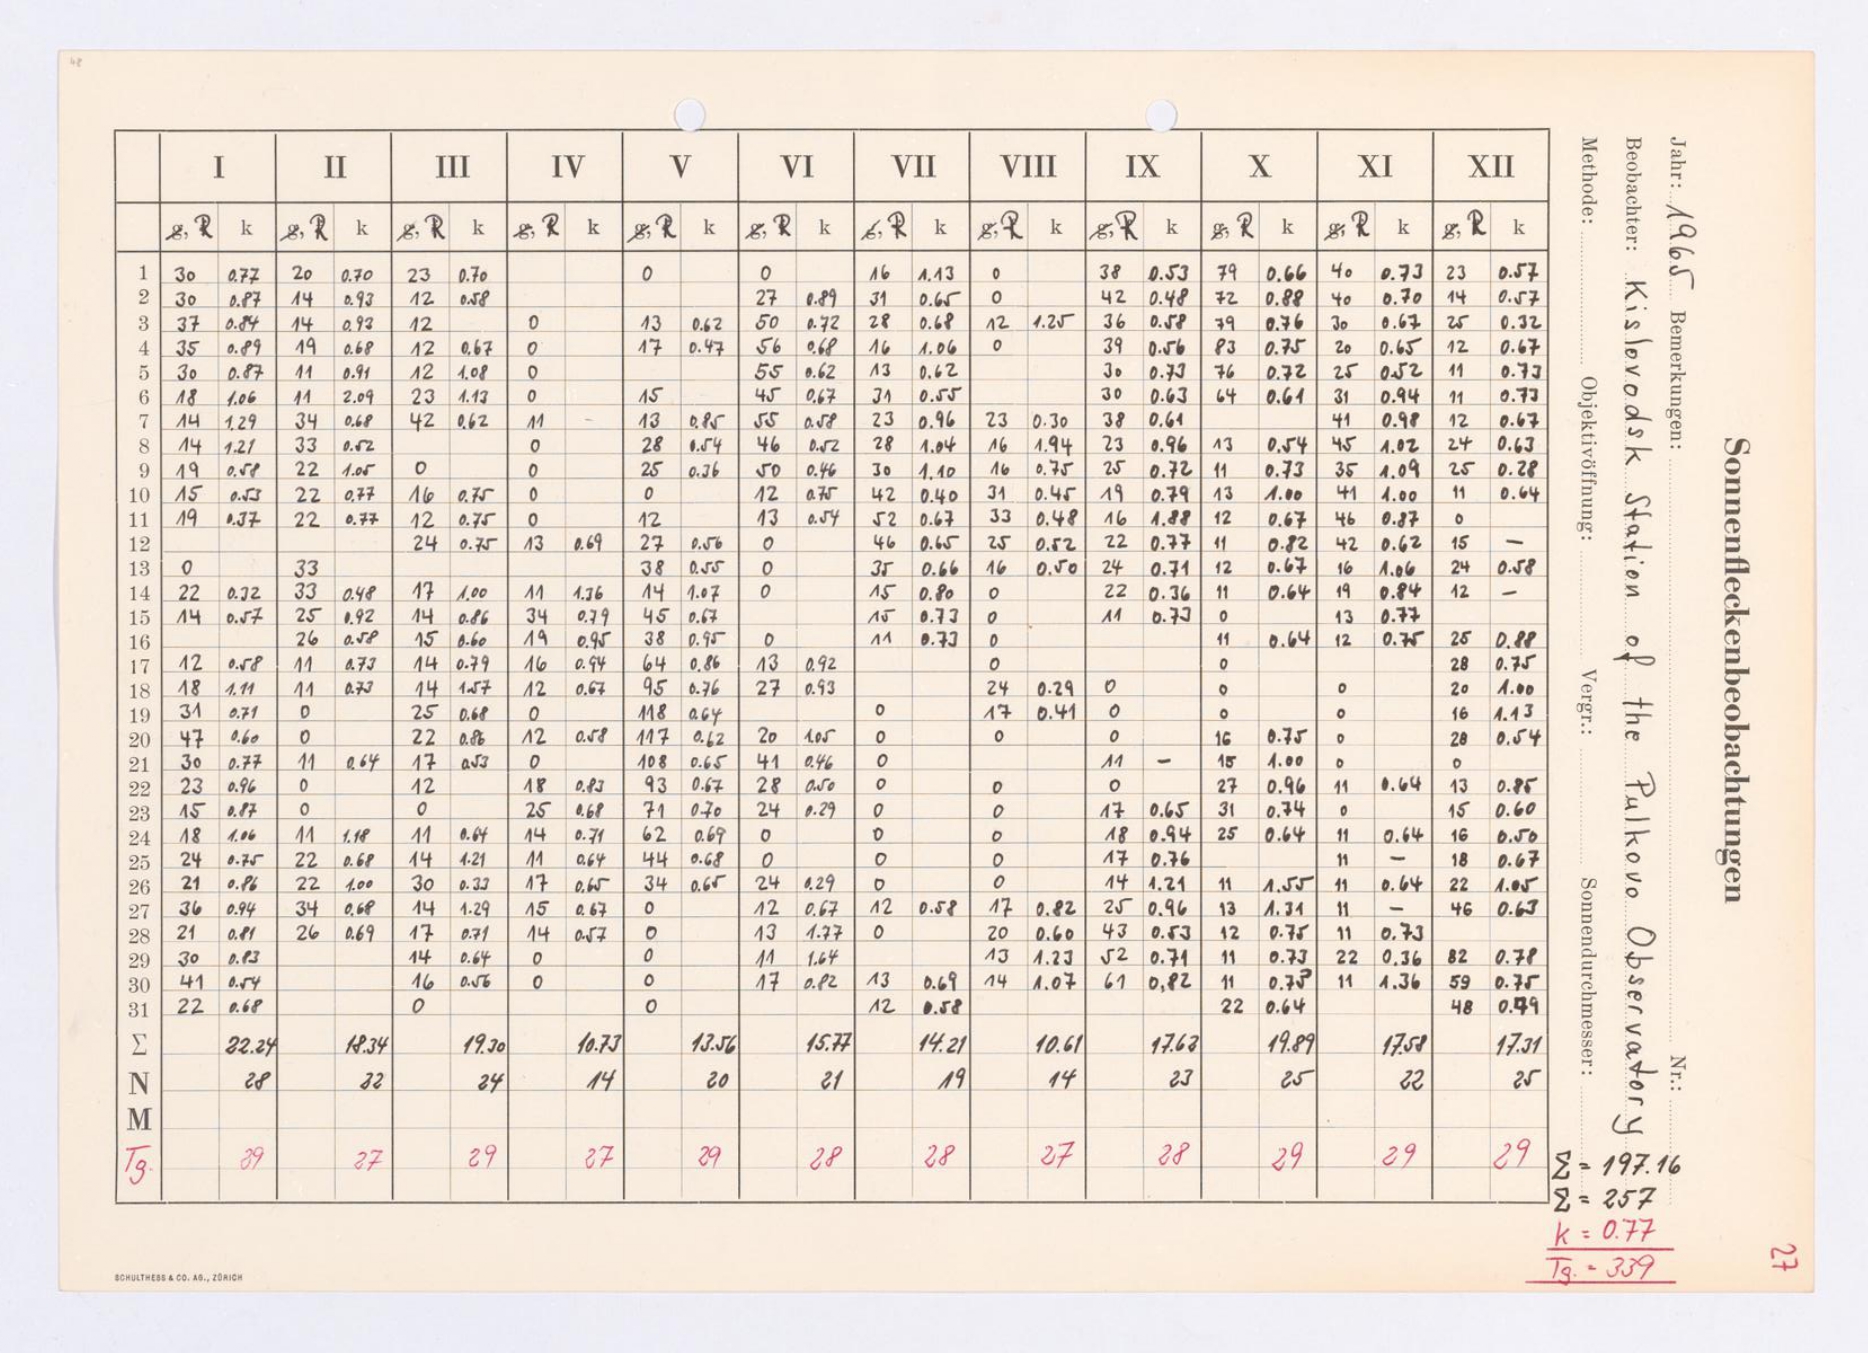 48
Sonnenfleckenbeobachtungen
Jahr: 1965 Bemerkungen: Nr.:
Beobachter: Kislovodsk Station of the Pulkovo Observatory
Methode: Objektivöffnung: Vergr.: Sonnendurchmesser:
I II III IV V VI VII VIII IX X XI XII
g, R k g, R k g, R k g, R k g, R k g, R k g, R k g, R k g, R k g, R k g, R k g, R k
1 30 0.77 20 0.70 23 0.70 0 0 16 1.13 0 38 0.53 79 0.66 40 0.73 23 0.57
2 30 0.87 14 0.93 12 0.58 27 0.89 31 0.65 0 42 0.48 72 0.88 40 0.70 14 0.57
3 37 0.84 14 0.93 12 0 13 0.62 50 0.72 28 0.68 12 1.25 36 0.58 79 0.76 30 0.67 25 0.32
4 35 0.89 19 0.68 12 0.67 0 17 0.47 56 0.68 16 1.06 0 39 0.56 83 0.75 20 0.65 12 0.67
5 30 0.87 11 0.91 12 1.08 0 55 0.62 13 0.62 30 0.73 76 0.72 25 0.52 11 0.73
6 18 1.06 11 2.09 23 1.13 0 15 45 0.67 31 0.55 30 0.63 64 0.61 31 0.94 11 0.73
7 14 1.29 34 0.68 42 0.62 11 - 13 0.85 55 0.58 23 0.96 23 0.30 38 0.61 41 0.98 12 0.67
8 14 1.21 33 0.52 0 28 0.54 46 0.52 28 1.04 16 1.94 23 0.96 13 0.54 45 1.02 24 0.63
9 19 0.58 22 1.05 0 0 25 0.36 50 0.46 30 1.10 16 0.75 25 0.72 11 0.73 35 1.09 25 0.28
10 15 0.53 22 0.77 16 0.75 0 0 12 0.75 42 0.40 31 0.45 19 0.79 13 1.00 41 1.00 11 0.64
11 19 0.37 22 0.77 12 0.75 0 12 13 0.54 52 0.67 33 0.48 16 1.88 12 0.67 46 0.87 0
12 24 0.75 13 0.69 27 0.56 0 46 0.65 25 0.52 22 0.77 11 0.82 42 0.62 15 —
13 0 33 38 0.55 0 35 0.66 16 0.50 24 0.71 12 0.67 16 1.06 24 0.58
14 22 0.32 33 0.48 17 1.00 11 1.36 14 1.07 0 15 0.80 0 22 0.36 11 0.64 19 0.84 12 —
15 14 0.57 25 0.92 14 0.86 34 0.79 45 0.67 15 0.73 0 11 0.73 0 13 0.77
16 26 0.58 15 0.60 19 0.95 38 0.95 0 11 0.73 0 11 0.64 12 0.75 25 0.88
17 12 0.58 11 0.73 14 0.79 16 0.94 64 0.86 13 0.92 0 0 28 0.75
18 18 1.11 11 0.73 14 1.57 12 0.67 95 0.76 27 0.93 24 0.29 0 0 0 20 1.00
19 31 0.71 0 25 0.68 0 118 0.64 0 17 0.41 0 0 0 16 1.13
20 47 0.60 0 22 0.86 12 0.58 117 0.62 20 1.05 0 0 0 16 0.75 0 28 0.54
21 30 0.77 11 0.64 17 0.53 0 108 0.65 41 0.46 0 11 — 15 1.00 0 0
22 23 0.96 0 12 18 0.83 93 0.67 28 0.50 0 0 0 27 0.96 11 0.64 13 0.85
23 15 0.87 0 0 25 0.68 71 0.70 24 0.29 0 0 17 0.65 31 0.74 0 15 0.60
24 18 1.06 11 1.18 11 0.64 14 0.71 62 0.69 0 0 0 18 0.94 25 0.64 11 0.64 16 0.50
25 24 0.75 22 0.68 14 1.21 11 0.64 44 0.68 0 0 0 17 0.76 11 — 18 0.67
26 21 0.86 22 1.00 30 0.33 17 0.65 34 0.65 24 0.29 0 0 14 1.21 11 1.55 11 0.64 22 1.05
27 36 0.94 34 0.68 14 1.29 15 0.67 0 12 0.67 12 0.58 17 0.82 25 0.96 13 1.31 11 — 46 0.63
28 21 0.81 26 0.69 17 0.71 14 0.57 0 13 1.77 0 20 0.60 43 0.53 12 0.75 11 0.73
29 30 0.83 14 0.64 0 0 11 1.64 13 1.23 52 0.71 11 0.73 22 0.36 82 0.78
30 41 0.54 16 0.56 0 0 17 0.82 13 0.69 14 1.07 61 0,82 11 0.73 11 1.36 59 0.75
31 22 0.68 0 0 12 0.58 22 0.64 48 0.79
Σ 22.24 18.34 19.30 10.73 13.56 15.77 14.21 10.61 17.63 19.89 17.58 17.31
N 28 22 24 14 20 21 19 14 23 25 22 25
M
Tg. 29 27 29 27 29 28 28 27 28 29 29 29
Σ = 197.16
Σ = 257
k = 0.77
Tg. = 339
27
SCHULTHESS & CO. AG., ZÜRICH